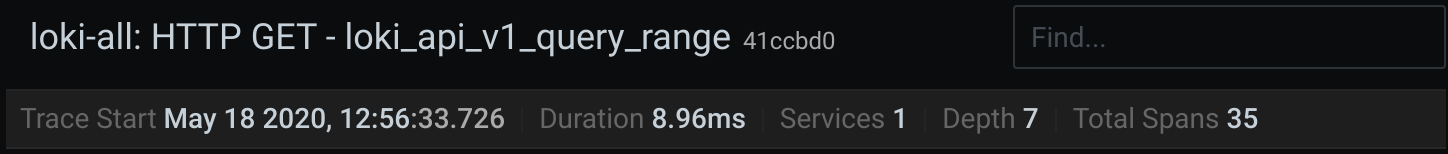 loki-all: HTTP GET - loki_api_v1_query_range 41ccbd0 Find...
Trace Start May 18 2020, 12:56:33.726 Duration 8.96ms Services 1 Depth 7 Total Spans 35